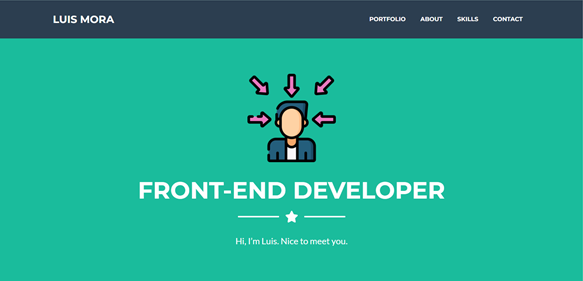 LUIS MORA
PORTFOLIO ABOUT SKILLS CONTACT
FRONT-END DEVELOPER
Hi, I'm Luis. Nice to meet you.